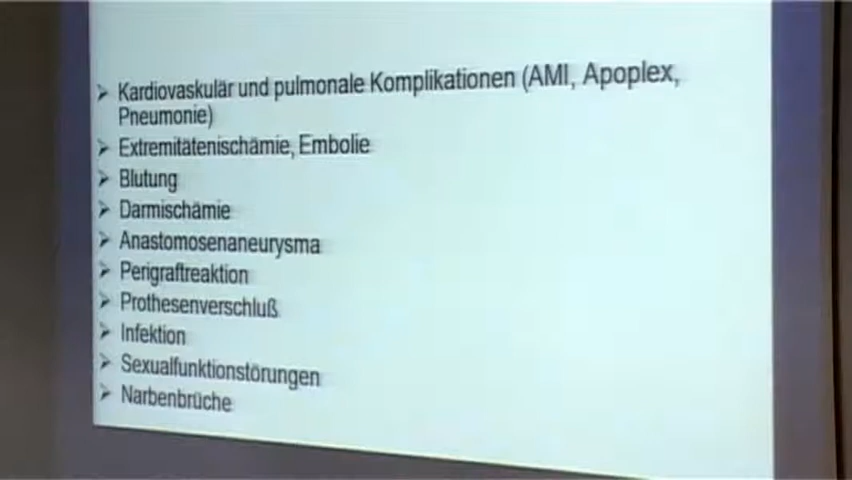 ➢ Kardiovaskulär und pulmonale Komplikationen (AMI, Apoplex,
Pneumonie)
➢ Extremitätenischämie, Embolie
➢ Blutung
➢ Darmischämie
➢ Anastomosenaneurysma
➢ Perigraftreaktion
➢ Prothesenverschluß
➢ Infektion
➢ Sexualfunktionstörungen
➢ Narbenbrüche